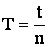 T = t/n